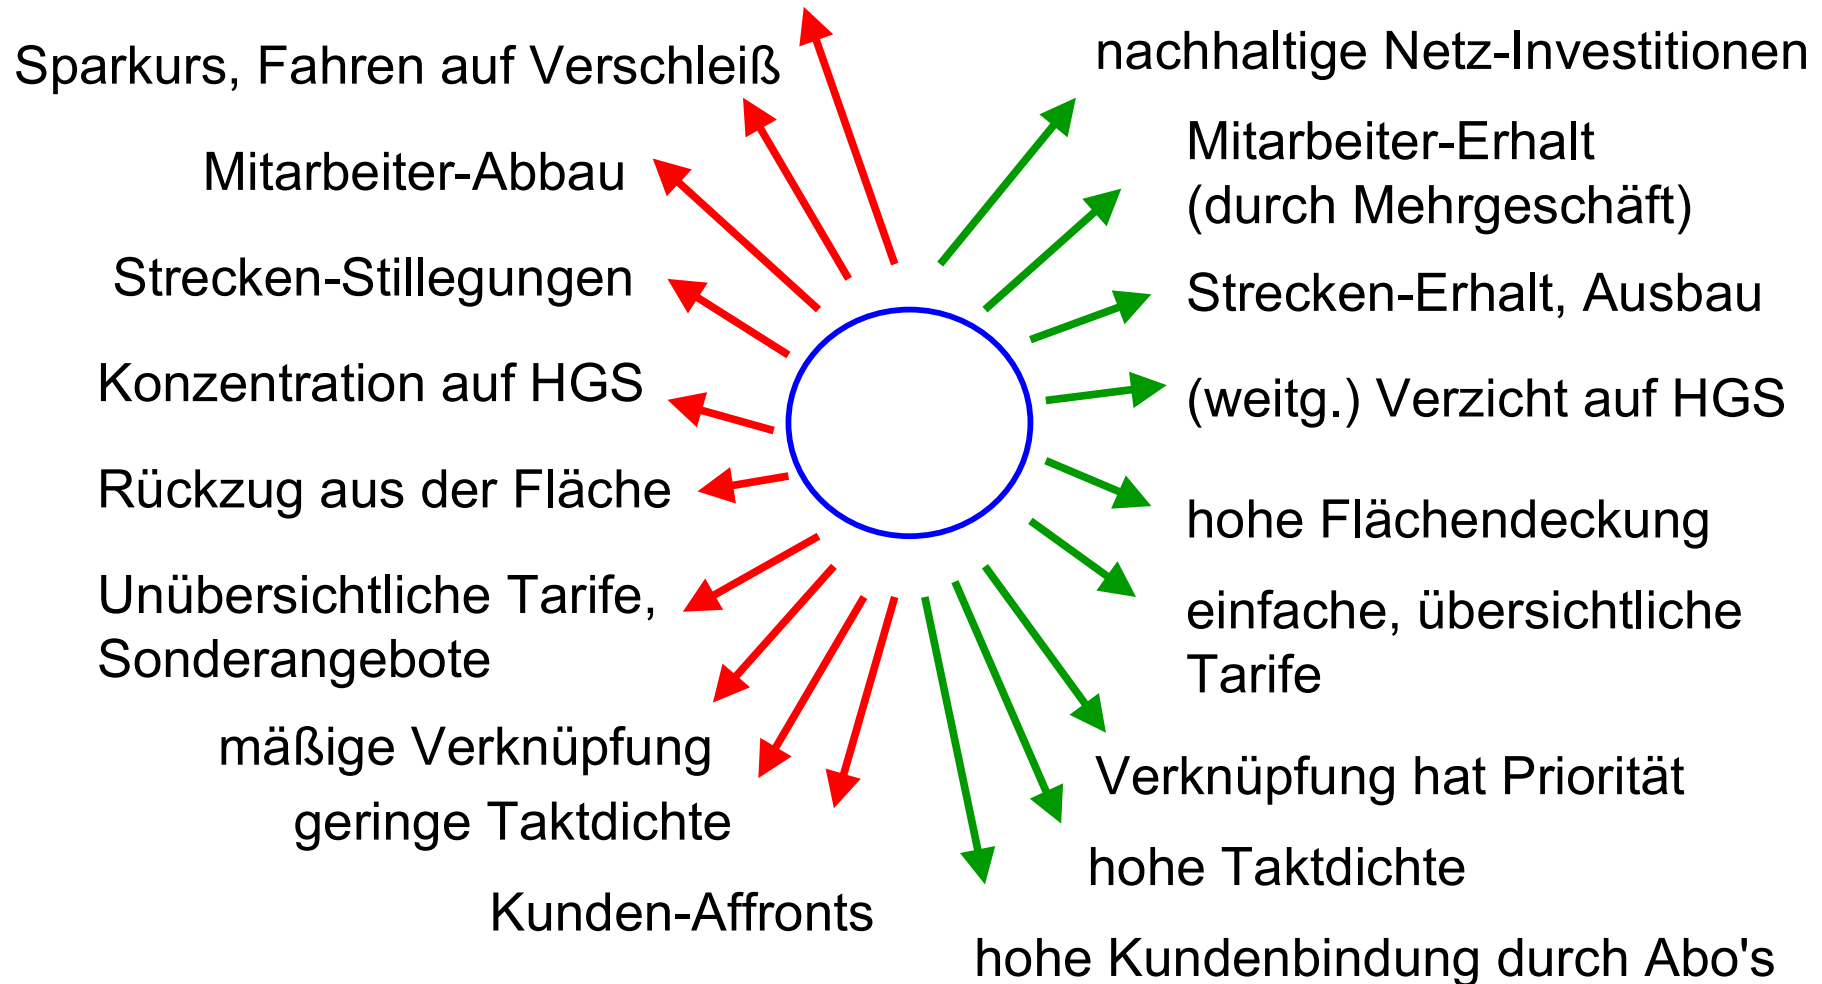 Sparkurs, Fahren auf Verschleiß
Mitarbeiter-Abbau
Strecken-Stillegungen
Konzentration auf HGS
Rückzug aus der Fläche
Unübersichtliche Tarife,
Sonderangebote
mäßige Verknüpfung
geringe Taktdichte
Kunden-Affronts
nachhaltige Netz-Investitionen
Mitarbeiter-Erhalt
(durch Mehrgeschäft)
Strecken-Erhalt, Ausbau
(weitg.) Verzicht auf HGS
hohe Flächendeckung
einfache, übersichtliche
Tarife
Verknüpfung hat Priorität
hohe Taktdichte
hohe Kundenbindung durch Abo's